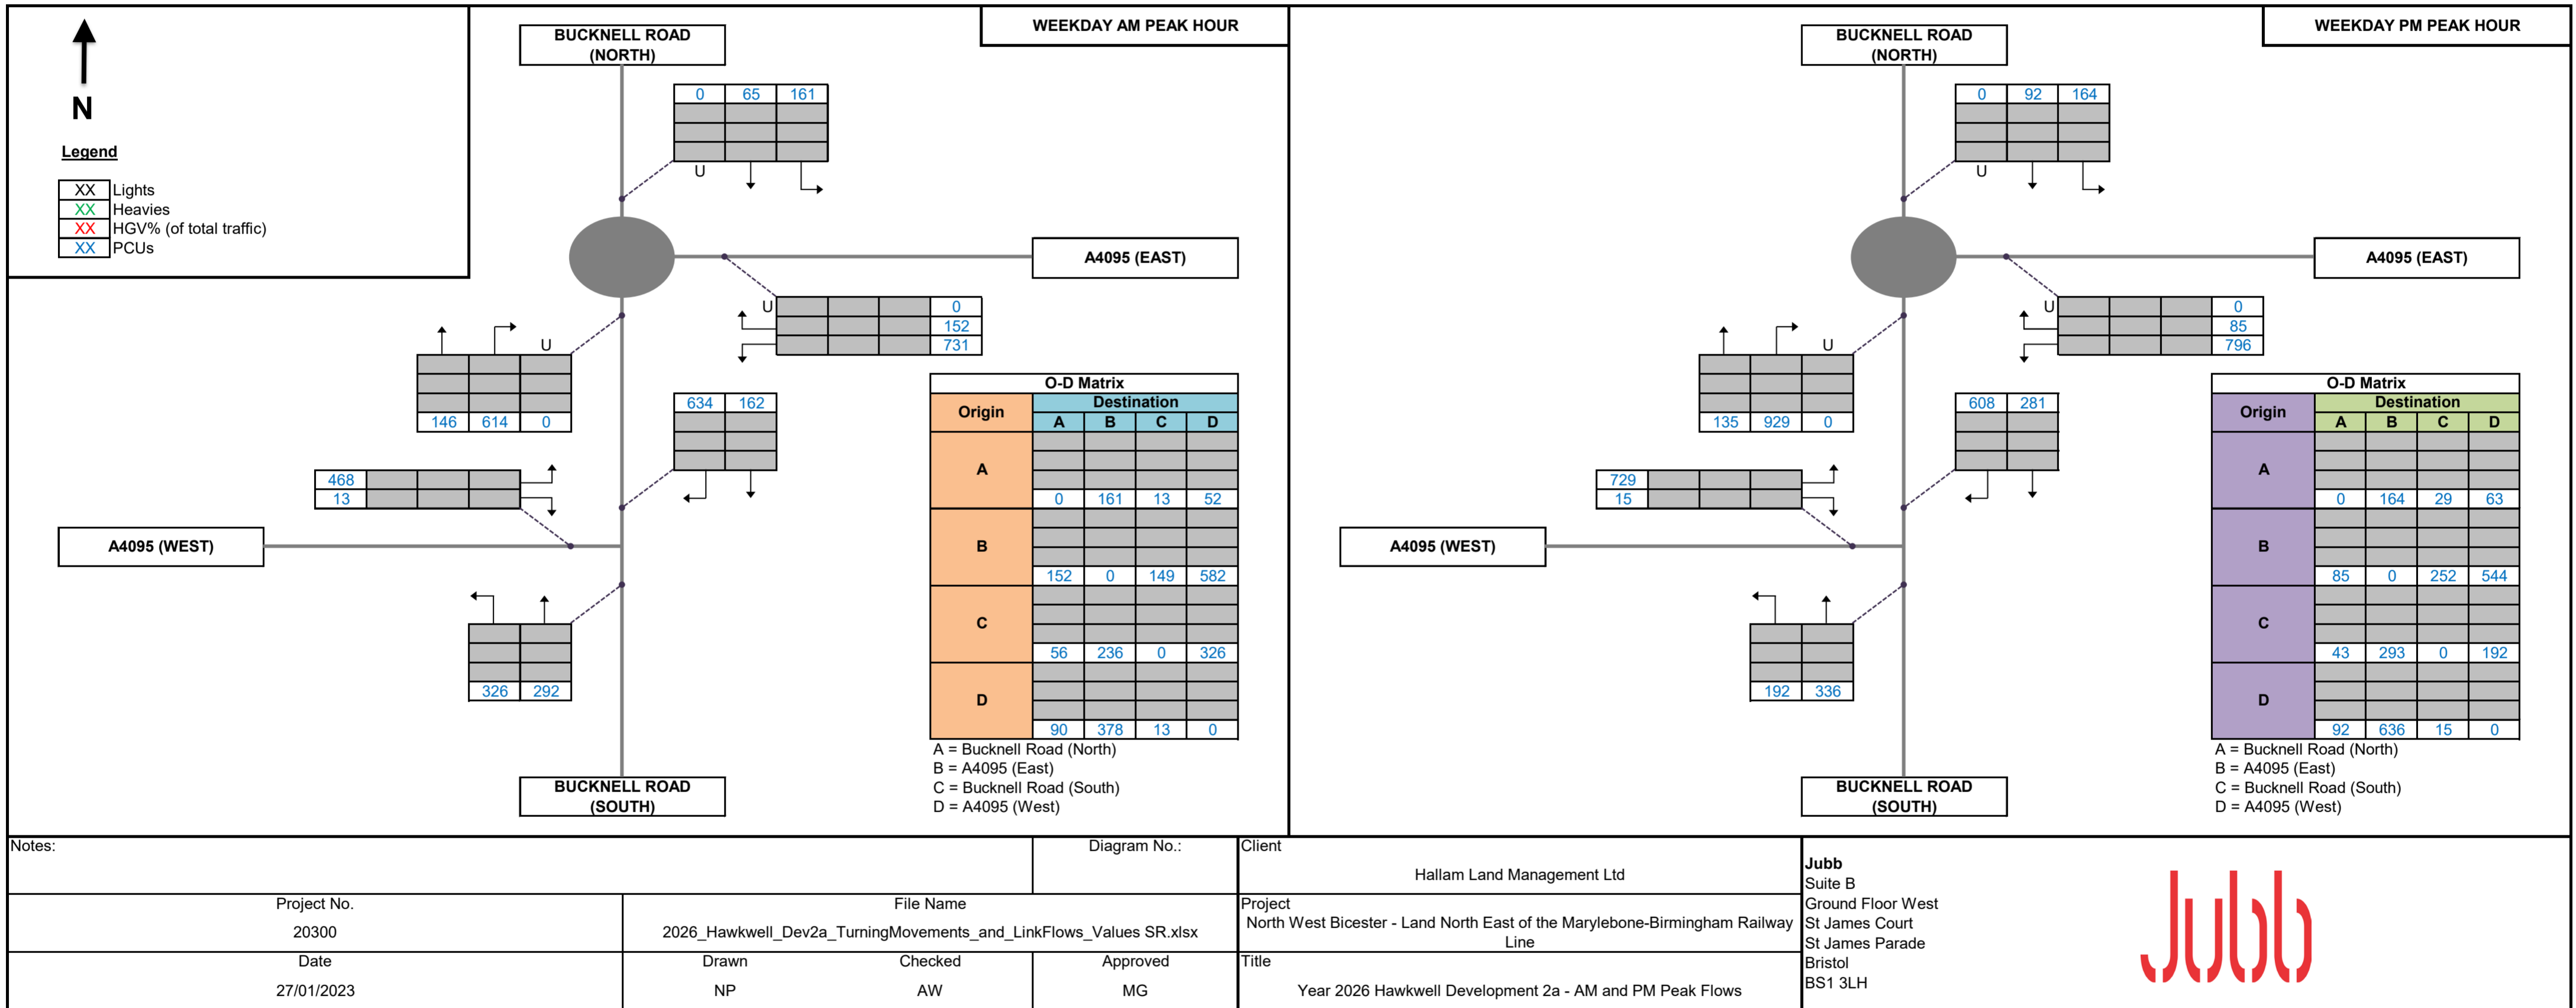 WEEKDAY AM PEAK HOUR
N
Legend
XX Lights
XX Heavies
XX HGV% (of total traffic)
XX PCUs
BUCKNELL ROAD
(NORTH)
0 65 161
U
A4095 (EAST)
U 0
152
731
U
146 614 0
634 162
468
13
A4095 (WEST)
326 292
BUCKNELL ROAD
(SOUTH)
O-D Matrix
Origin Destination
A B C D
A
0 161 13 52
B
152 0 149 582
C
56 236 0 326
D
90 378 13 0
A = Bucknell Road (North)
B = A4095 (East)
C = Bucknell Road (South)
D = A4095 (West)
WEEKDAY PM PEAK HOUR
BUCKNELL ROAD
(NORTH)
0 92 164
U
A4095 (EAST)
U 0
85
796
U
135 929 0
608 281
729
15
A4095 (WEST)
192 336
BUCKNELL ROAD
(SOUTH)
O-D Matrix
Origin Destination
A B C D
A
0 164 29 63
B
85 0 252 544
C
43 293 0 192
D
92 636 15 0
A = Bucknell Road (North)
B = A4095 (East)
C = Bucknell Road (South)
D = A4095 (West)
Notes:
Diagram No.:
Project No.
20300
File Name
2026_Hawkwell_Dev2a_TurningMovements_and_LinkFlows_Values SR.xlsx
Date
27/01/2023
Drawn
NP
Checked
AW
Approved
MG
Client
Hallam Land Management Ltd
Project
North West Bicester - Land North East of the Marylebone-Birmingham Railway
Line
Title
Year 2026 Hawkwell Development 2a - AM and PM Peak Flows
Jubb
Suite B
Ground Floor West
St James Court
St James Parade
Bristol
BS1 3LH
Jubb